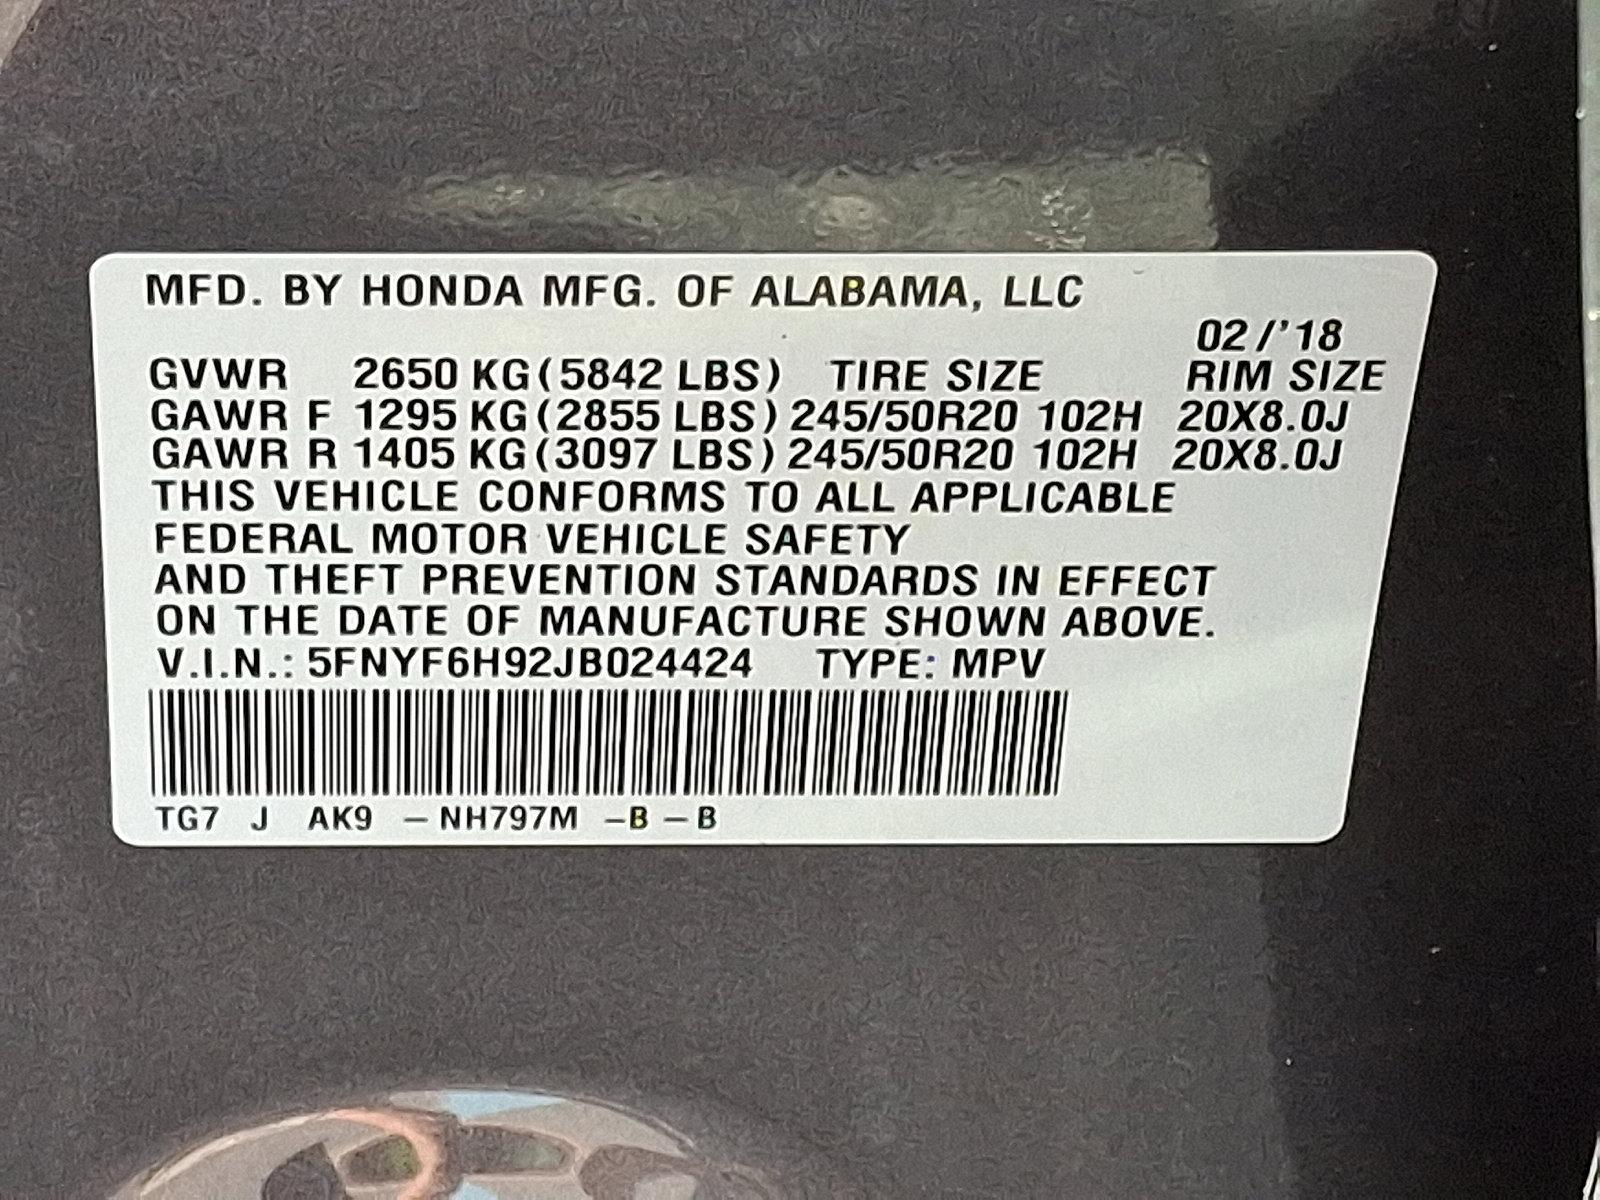 MFD. BY HONDA MFG. OF ALABAMA, LLC
02/'18
GVWR 2650 KG(5842 LBS) TIRE SIZE RIM SIZE
GAWR F 1295 KG(2855 LBS) 245/50R20 102H 20X8.0J
GAWR R 1405 KG(3097 LBS) 245/50R20 102H 20X8.0J
THIS VEHICLE CONFORMS TO ALL APPLICABLE
FEDERAL MOTOR VEHICLE SAFETY
AND THEFT PREVENTION STANDARDS IN EFFECT
ON THE DATE OF MANUFACTURE SHOWN ABOVE.
V.I.N.: 5FNYF6H92JB024424 TYPE: MPV
TG7 J AK9 – NH797M –B – B